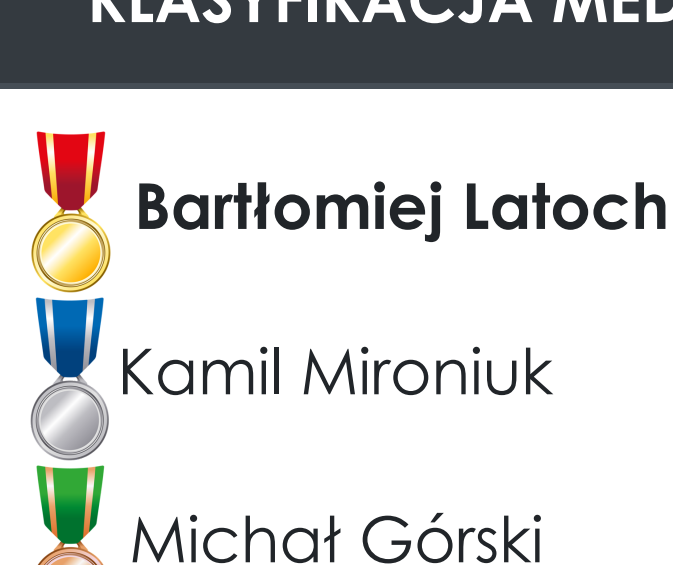 KLASYFIKACJA MED
Bartłomiej Latoch
Kamil Mironiuk
Michał Górski